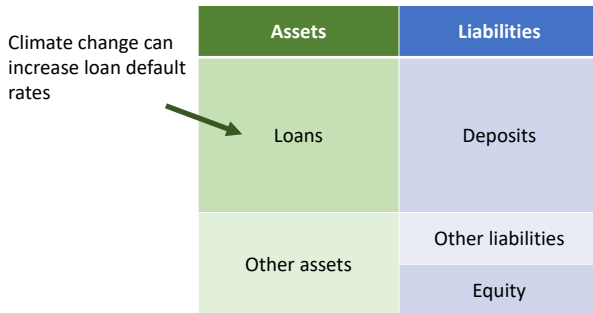 Climate change can
increase loan default
rates
Assets
Liabilities
Loans
Deposits
Other assets
Other liabilities
Equity